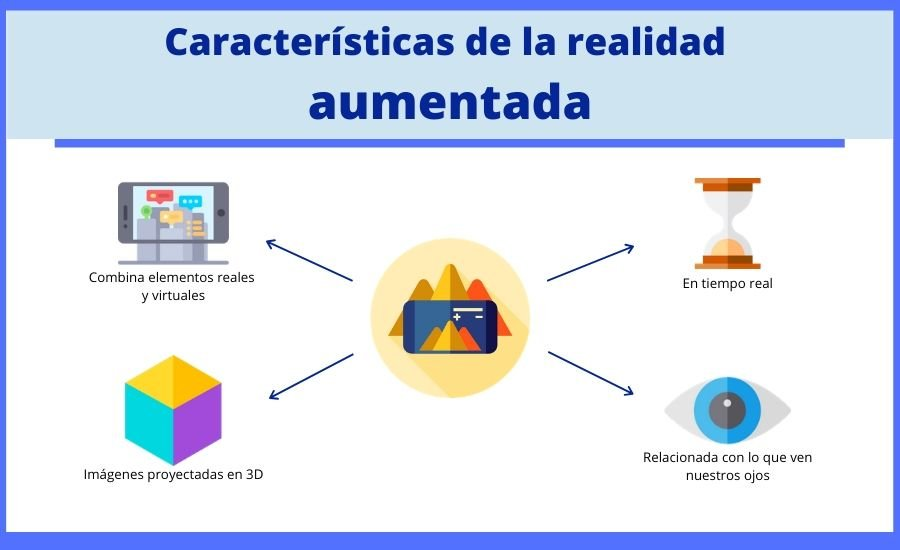 Características de la realidad
aumentada
Combina elementos reales
y virtuales
En tiempo real
Imágenes proyectadas en 3D
Relacionada con lo que ven
nuestros ojos